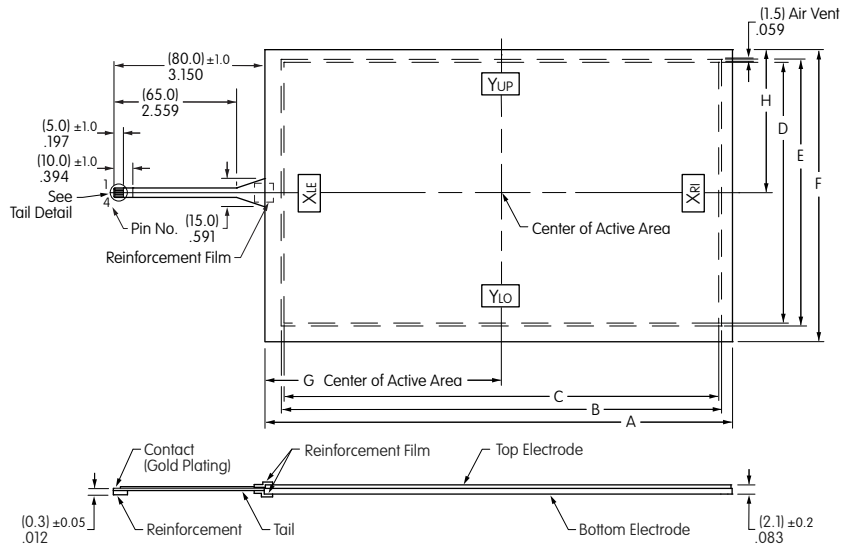 (1.5) Air Vent
.059
(80.0) ±1.0
3.150
(65.0)
2.559
(5.0) ±1.0
.197
(10.0) ±1.0
.394
See
Tail Detail
1
4
Pin No.
(15.0)
.591
Reinforcement Film
YUP
XLE
XRI
YLO
Center of Active Area
H
D
E
F
G Center of Active Area
C
B
A
Contact
(Gold Plating)
Reinforcement Film
Top Electrode
(0.3) ±0.05
.012
Reinforcement
Tail
Bottom Electrode
(2.1) ±0.2
.083